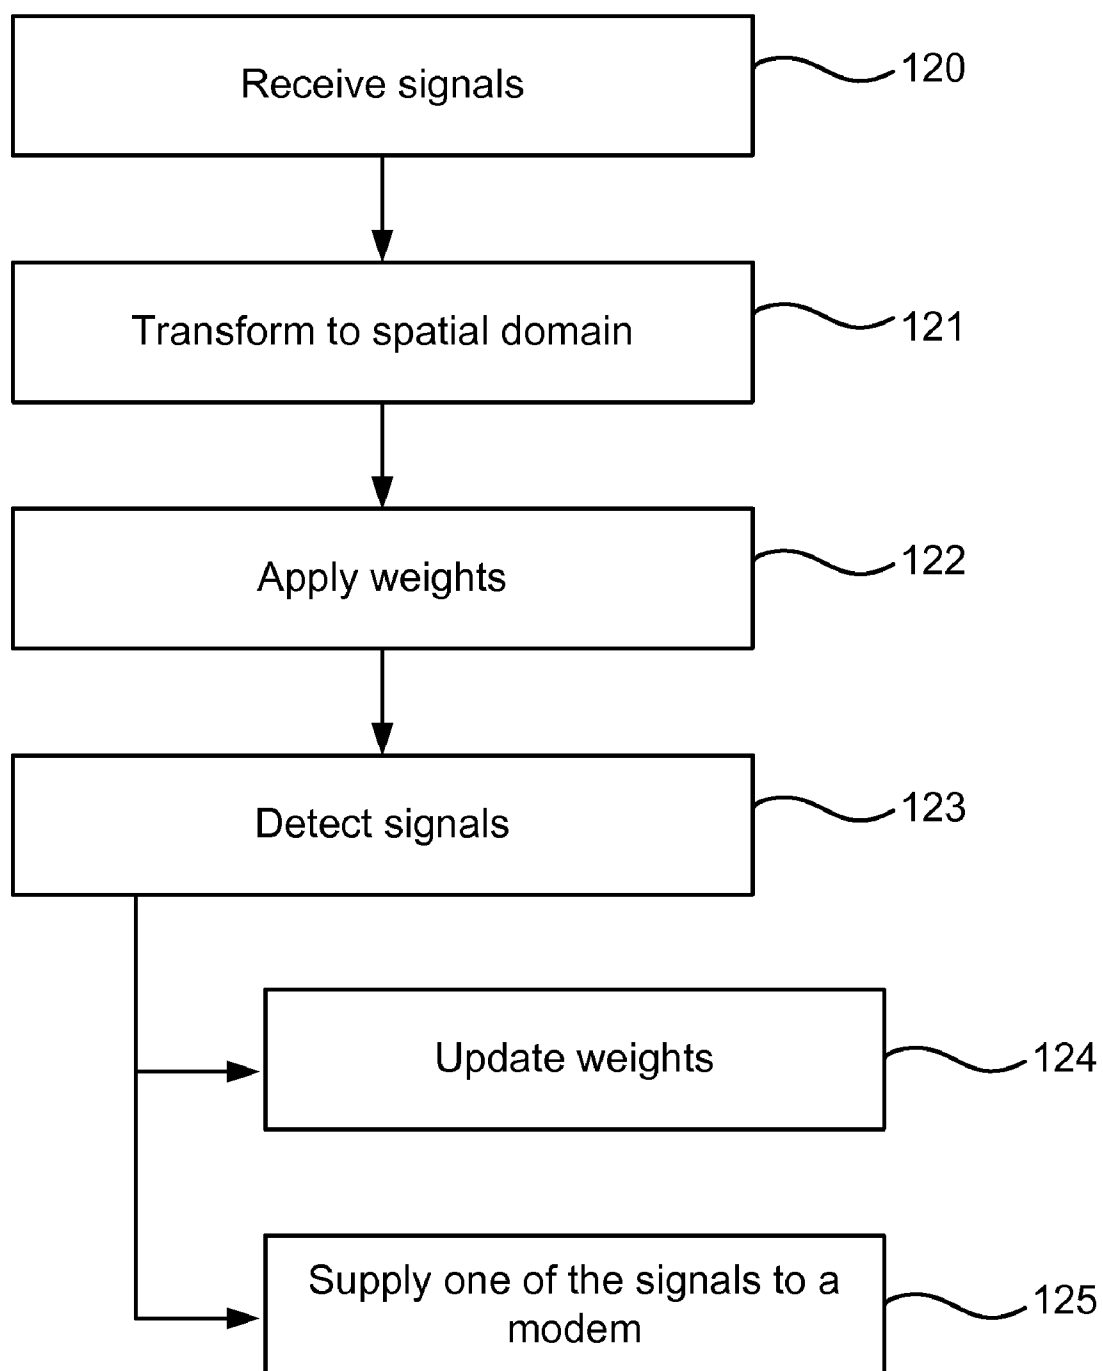 Receive signals
120
Transform to spatial domain
121
Apply weights
122
Detect signals
123
Update weights
124
Supply one of the signals to a
modem
125